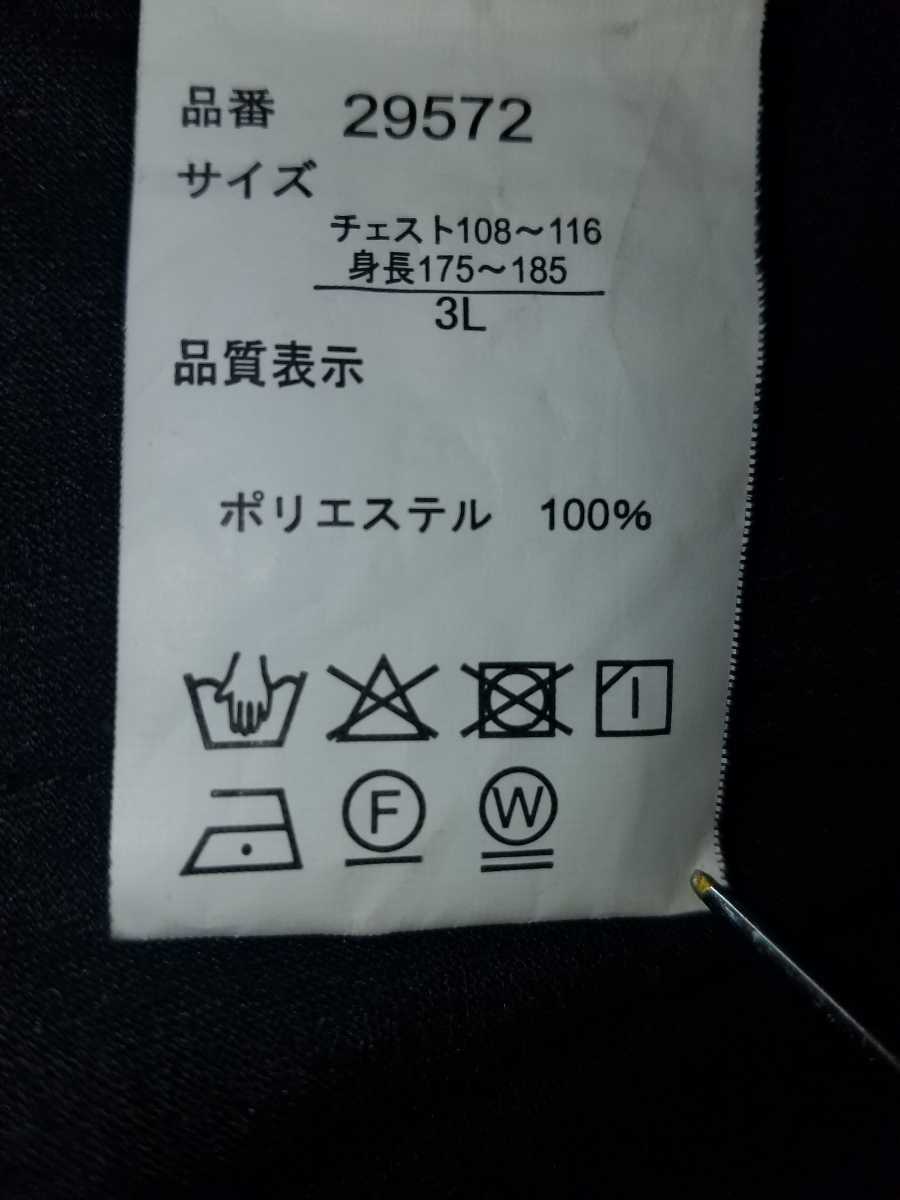 品番 29572
サイズ
チェスト108～116
身長175～185
3L
品質表示
ポリエステル 100%
F W